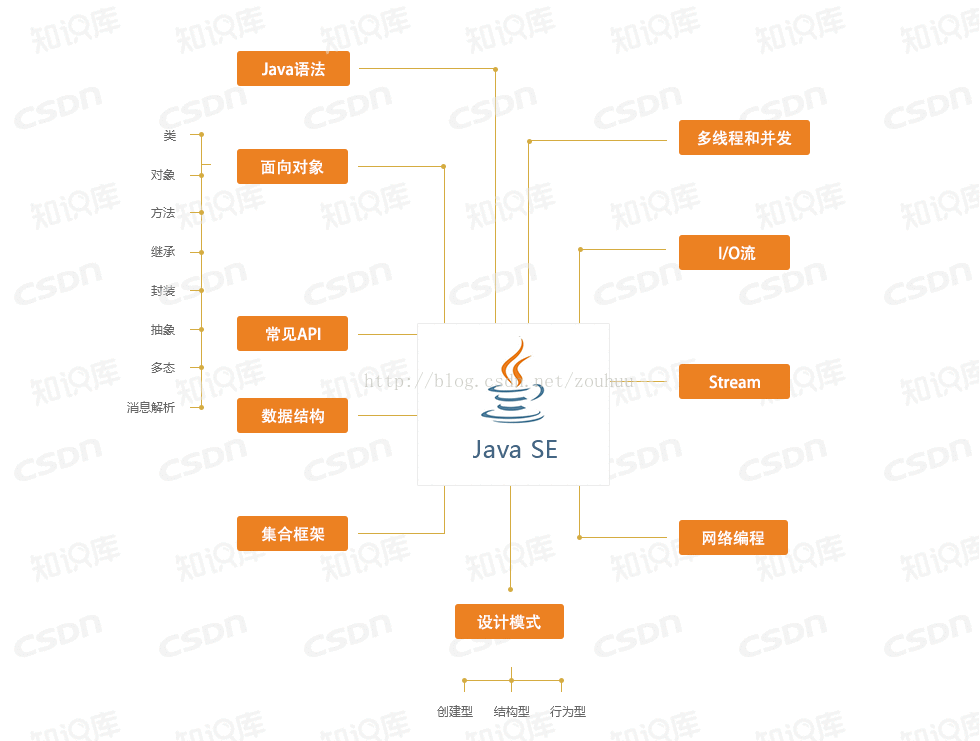 Java语法
多线程和并发
类
面向对象
对象
方法
I/O流
继承
封装
抽象
常见API
多态
Stream
http://blog.csdn.net/zouhuu
消息解析
数据结构
Java SE
集合框架
网络编程
设计模式
创建型
结构型
行为型
知识库
CSDN